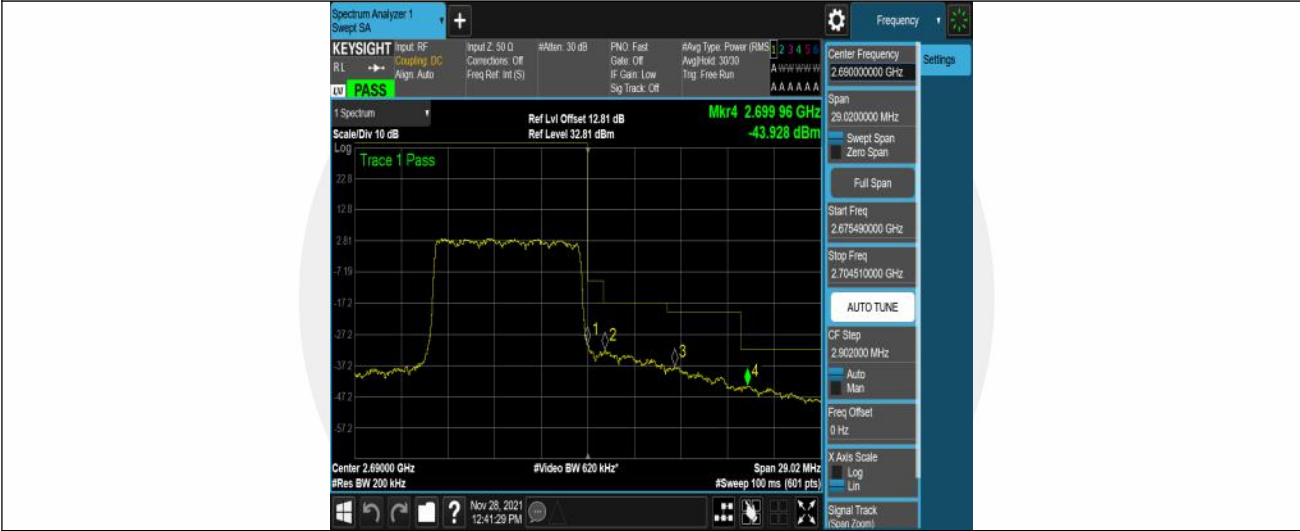 Spectrum Analyzer 1
Swept SA
+
Frequency
KEYSIGHT
RL
PASS
Input: RF
Coupling: DC
Align: Auto
Input Z: 50 Ω
Corrections: Off
Freq Ref: Int (S)
#Atten: 30 dB
PNO: Fast
Gate: Off
IF Gain: Low
Sig Track: Off
#Avg Type: Power (RMS
Avg|Hold: 30/30
Trig: Free Run
1 2 3 4 5 6
A W W W W W
A A A A A A
1 Spectrum
Scale/Div 10 dB
Ref Lvl Offset 12.81 dB
Ref Level 32.81 dBm
Mkr4 2.699 96 GHz
-43.928 dBm
Log
Trace 1 Pass
22.8
12.8
2.81
-7.19
-17.2
-27.2
-37.2
-47.2
-57.2
1
2
3
4
Center 2.69000 GHz
#Res BW 200 kHz
#Video BW 620 kHz*
Span 29.02 MHz
#Sweep 100 ms (601 pts)
Nov 28, 2021
12:41:29 PM
Center Frequency
2.690000000 GHz
Settings
Span
29.0200000 MHz
Swept Span
Zero Span
Full Span
Start Freq
2.675490000 GHz
Stop Freq
2.704510000 GHz
AUTO TUNE
CF Step
2.902000 MHz
Auto
Man
Freq Offset
0 Hz
X Axis Scale
Log
Lin
Signal Track
(Span Zoom)